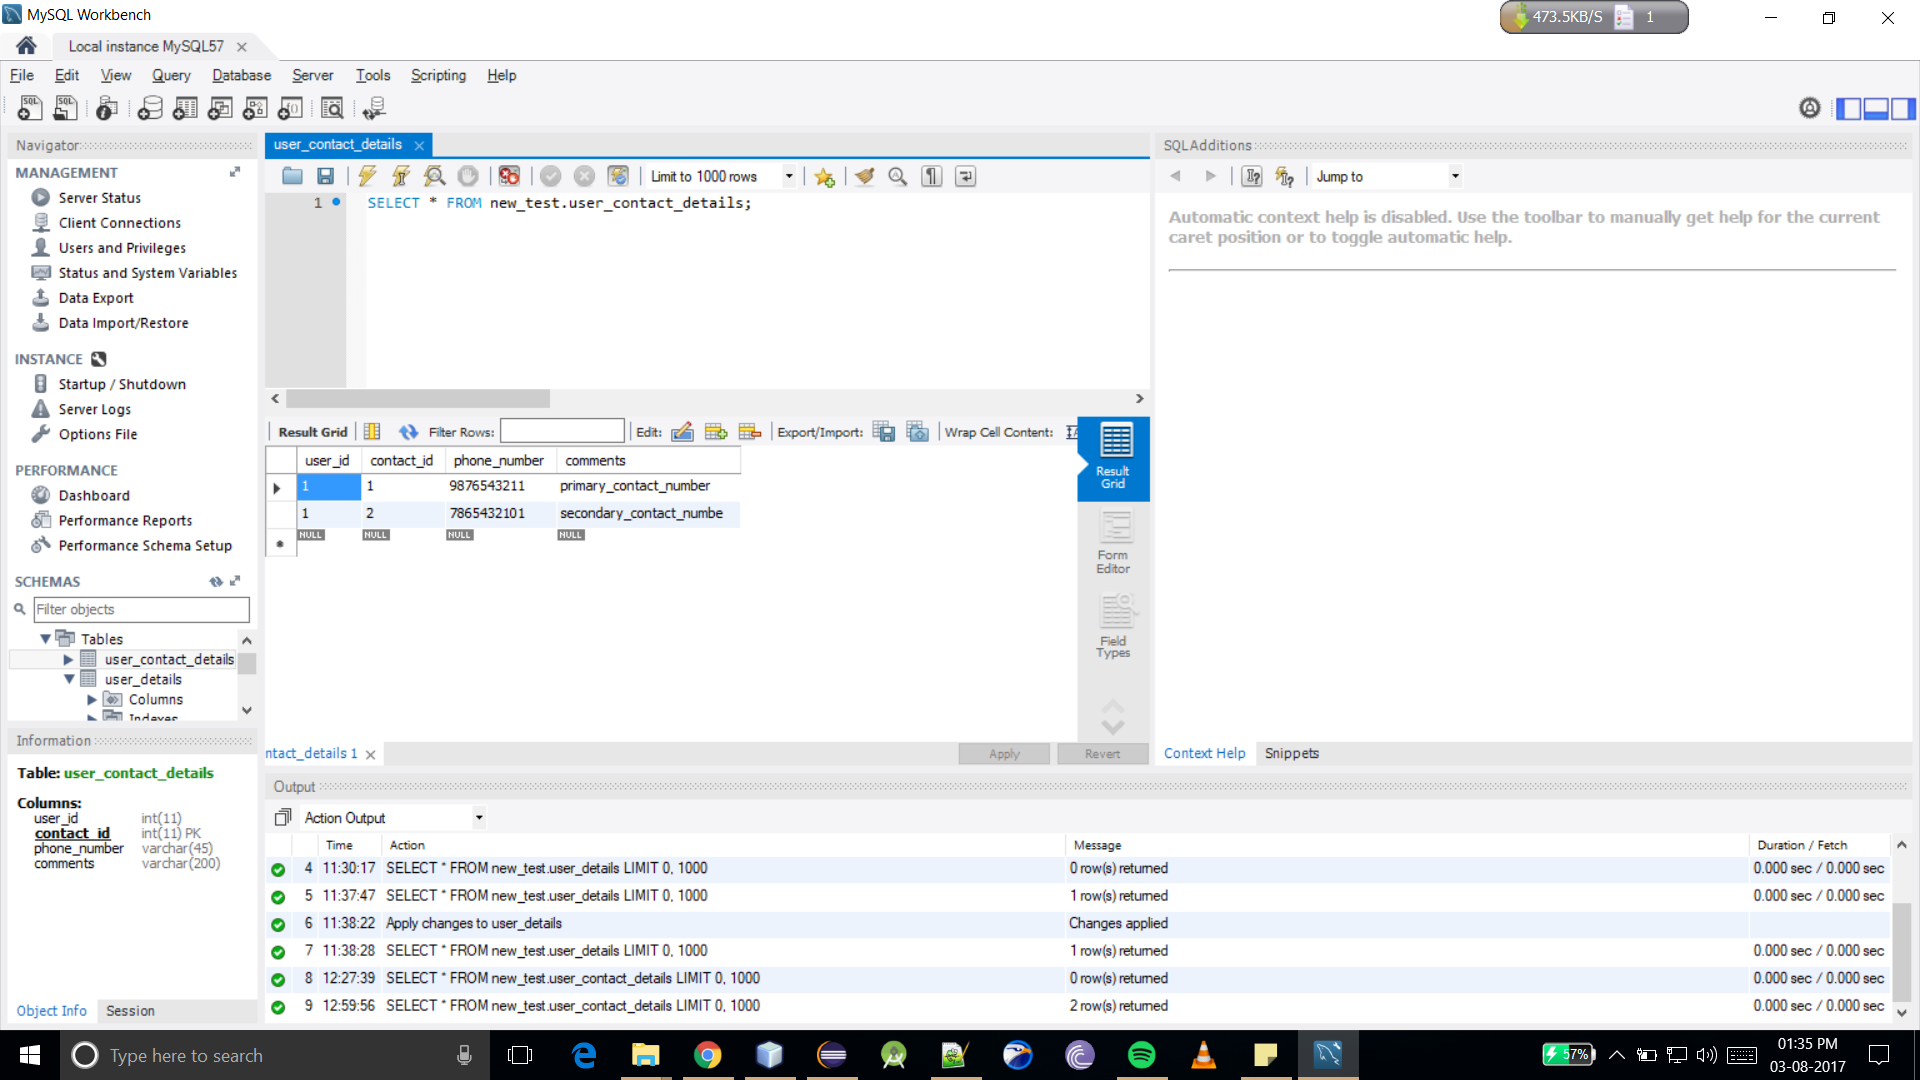 MySQL Workbench
473.5KB/S 1
Local instance MySQL57
File Edit View Query Database Server Tools Scripting Help
Navigator
MANAGEMENT
Server Status
Client Connections
Users and Privileges
Status and System Variables
Data Export
Data Import/Restore
INSTANCE
Startup / Shutdown
Server Logs
Options File
PERFORMANCE
Dashboard
Performance Reports
Performance Schema Setup
SCHEMAS
Filter objects
Tables
user_contact_details
user_details
Columns
Indexes
Information
Table: user_contact_details
Columns:
user_id int(11)
contact_id int(11) PK
phone_number varchar(45)
comments varchar(200)
Object Info Session
user_contact_details
Limit to 1000 rows
1 SELECT * FROM new_test.user_contact_details;
Result Grid Filter Rows: Edit: Export/Import: Wrap Cell Content:
user_id contact_id phone_number comments
1 1 9876543211 primary_contact_number
1 2 7865432101 secondary_contact_numbe
NULL NULL NULL NULL
Result
Grid
Form
Editor
Field
Types
ntact_details 1
Apply Revert
SQLAdditions
Jump to
Automatic context help is disabled. Use the toolbar to manually get help for the current
caret position or to toggle automatic help.
Context Help Snippets
Output
Action Output
Time Action Message Duration / Fetch
4 11:30:17 SELECT * FROM new_test.user_details LIMIT 0, 1000 0 row(s) returned 0.000 sec / 0.000 sec
5 11:37:47 SELECT * FROM new_test.user_details LIMIT 0, 1000 1 row(s) returned 0.000 sec / 0.000 sec
6 11:38:22 Apply changes to user_details Changes applied
7 11:38:28 SELECT * FROM new_test.user_details LIMIT 0, 1000 1 row(s) returned 0.000 sec / 0.000 sec
8 12:27:39 SELECT * FROM new_test.user_contact_details LIMIT 0, 1000 0 row(s) returned 0.000 sec / 0.000 sec
9 12:59:56 SELECT * FROM new_test.user_contact_details LIMIT 0, 1000 2 row(s) returned 0.000 sec / 0.000 sec
Type here to search
57%
01:35 PM
03-08-2017